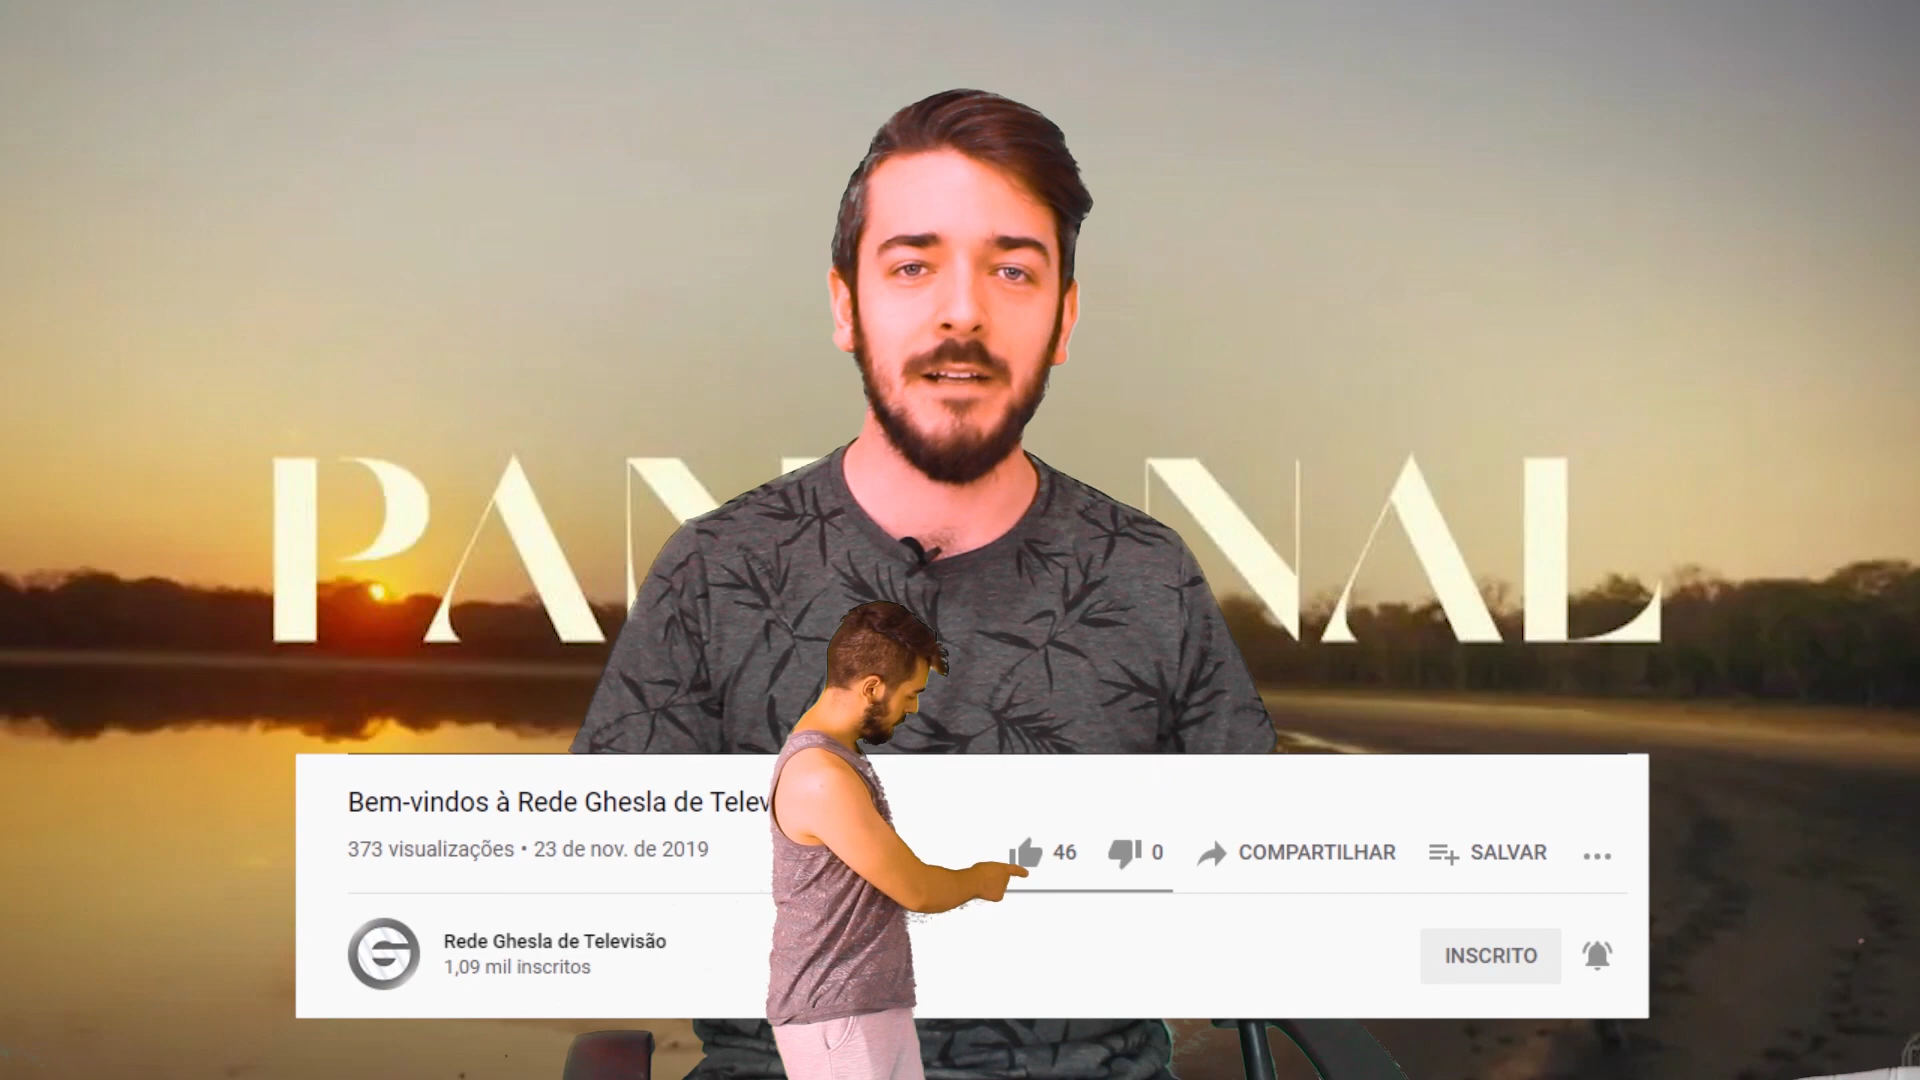 PAN NAL
Bem-vindos à Rede Ghesla de Telev
373 visualizações • 23 de nov. de 2019
46 0 COMPARTILHAR SALVAR
Rede Ghesla de Televisão
1,09 mil inscritos
INSCRITO